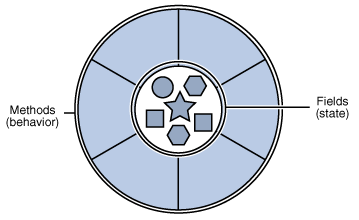 Methods
(behavior)
Fields
(state)